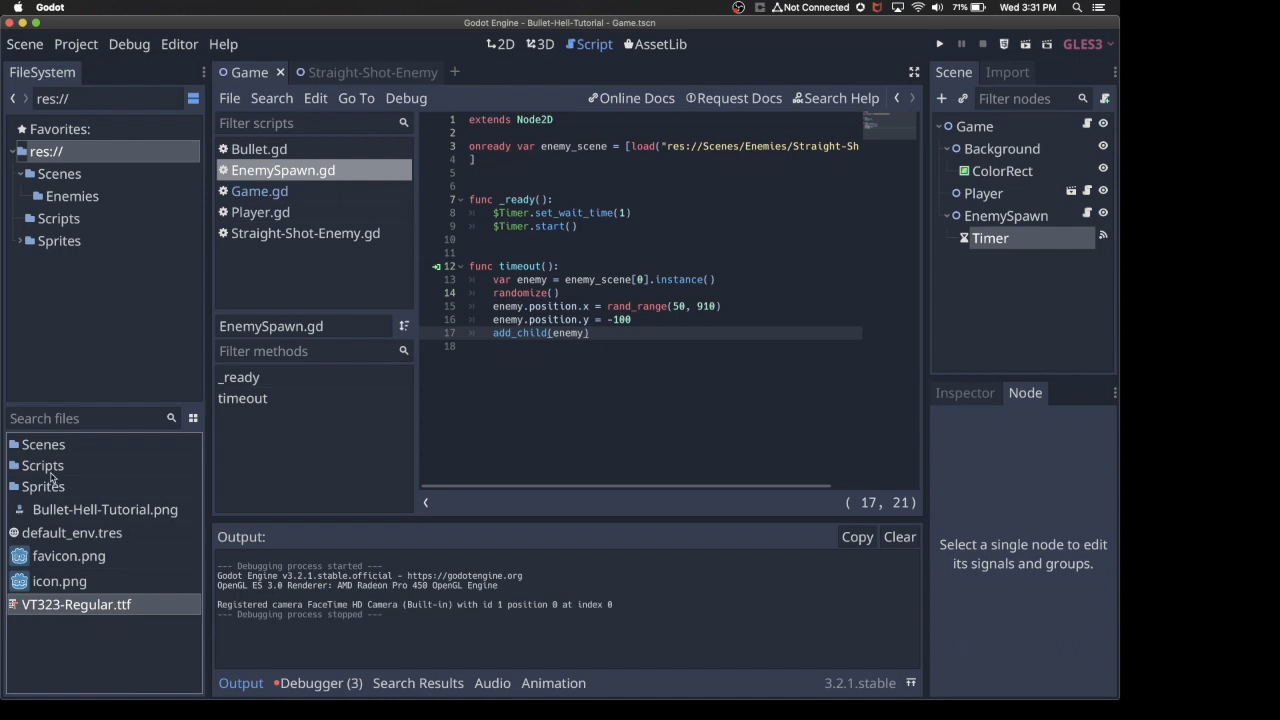 Not Connected 71% Wed 3:31 PM
Godot Engine - Bullet-Hell-Tutorial - Game.tscn
Scene Project Debug Editor Help
2D 3D Script AssetLib
GLES3
FileSystem
res://
Favorites:
res://
Scenes
Enemies
Scripts
Sprites
Search files
Scenes
Scripts
Sprites
Bullet-Hell-Tutorial.png
default_env.tres
favicon.png
icon.png
VT323-Regular.ttf
Game × Straight-Shot-Enemy +
File Search Edit Go To Debug
Online Docs Request Docs Search Help
Filter scripts
Bullet.gd
EnemySpawn.gd
Game.gd
Player.gd
Straight-Shot-Enemy.gd
EnemySpawn.gd
Filter methods
_ready
timeout
1 extends Node2D
2
3 onready var enemy_scene = [load("res://Scenes/Enemies/Straight-Sh
4 ]
5
6
7 func _ready():
8 $Timer.set_wait_time(1)
9 $Timer.start()
10
11
12 func timeout():
13 var enemy = enemy_scene[0].instance()
14 randomize()
15 enemy.position.x = rand_range(50, 910)
16 enemy.position.y = -100
17 add_child(enemy)
18
( 17, 21)
Output:
Copy Clear
--- Debugging process started ---
Godot Engine v3.2.1.stable.official - https://godotengine.org
OpenGL ES 3.0 Renderer: AMD Radeon Pro 450 OpenGL Engine
Registered camera FaceTime HD Camera (Built-in) with id 1 position 0 at index 0
--- Debugging process stopped ---
Output Debugger (3) Search Results Audio Animation
3.2.1.stable
Scene Import
Filter nodes
Game
Background
ColorRect
Player
EnemySpawn
Timer
Inspector Node
Select a single node to edit
its signals and groups.